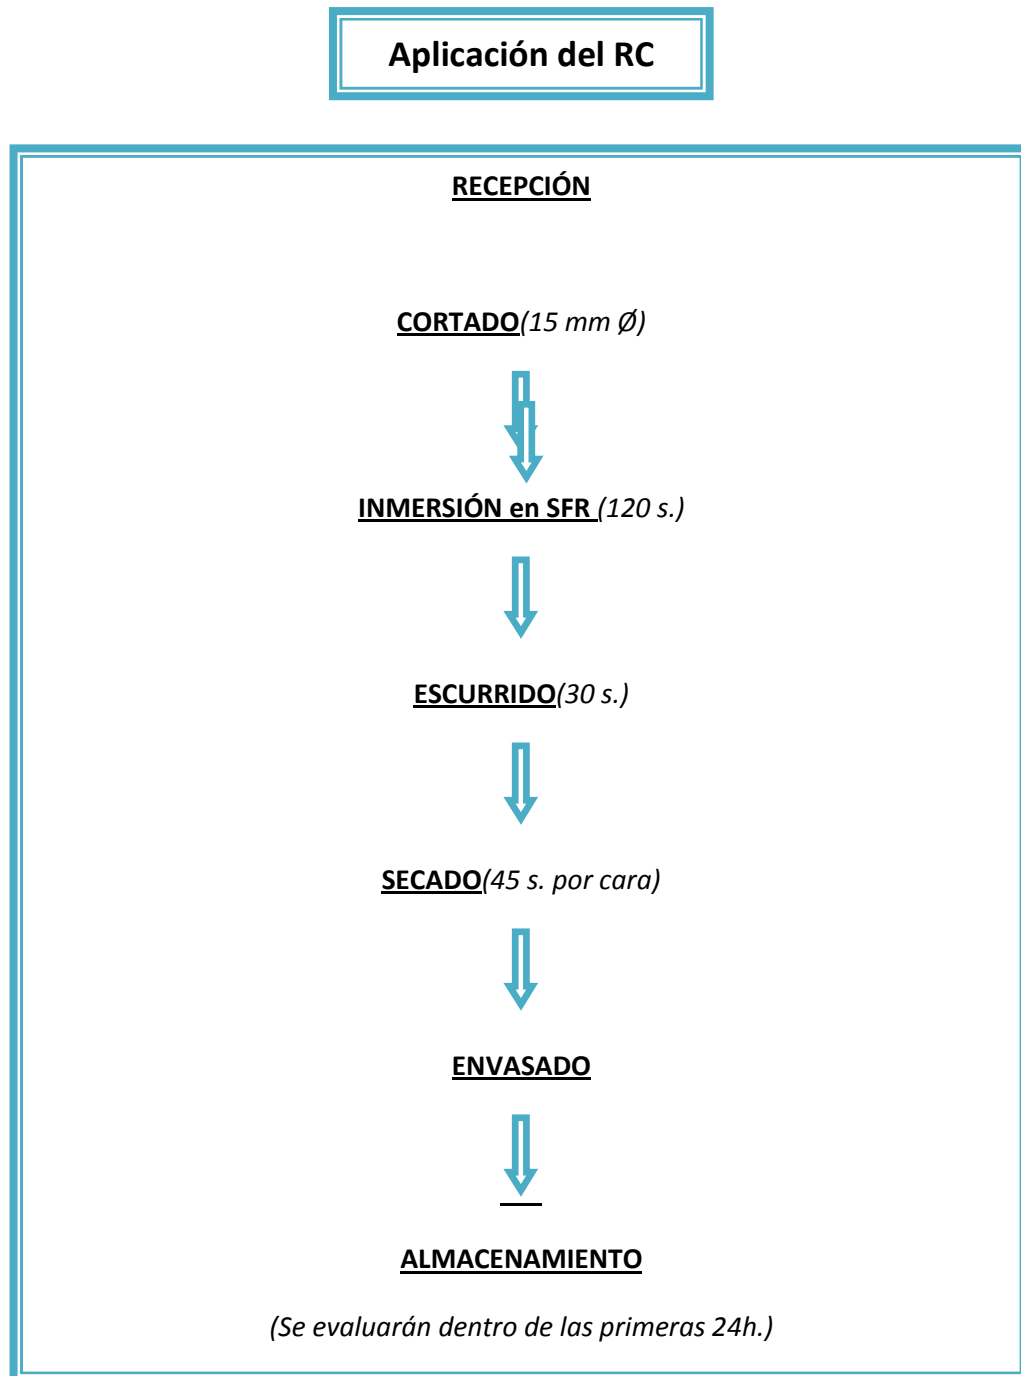 Aplicación del RC
RECEPCIÓN
CORTADO(15 mm Ø)
INMERSIÓN en SFR (120 s.)
ESCURRIDO(30 s.)
SECADO(45 s. por cara)
ENVASADO
ALMACENAMIENTO
(Se evaluarán dentro de las primeras 24h.)